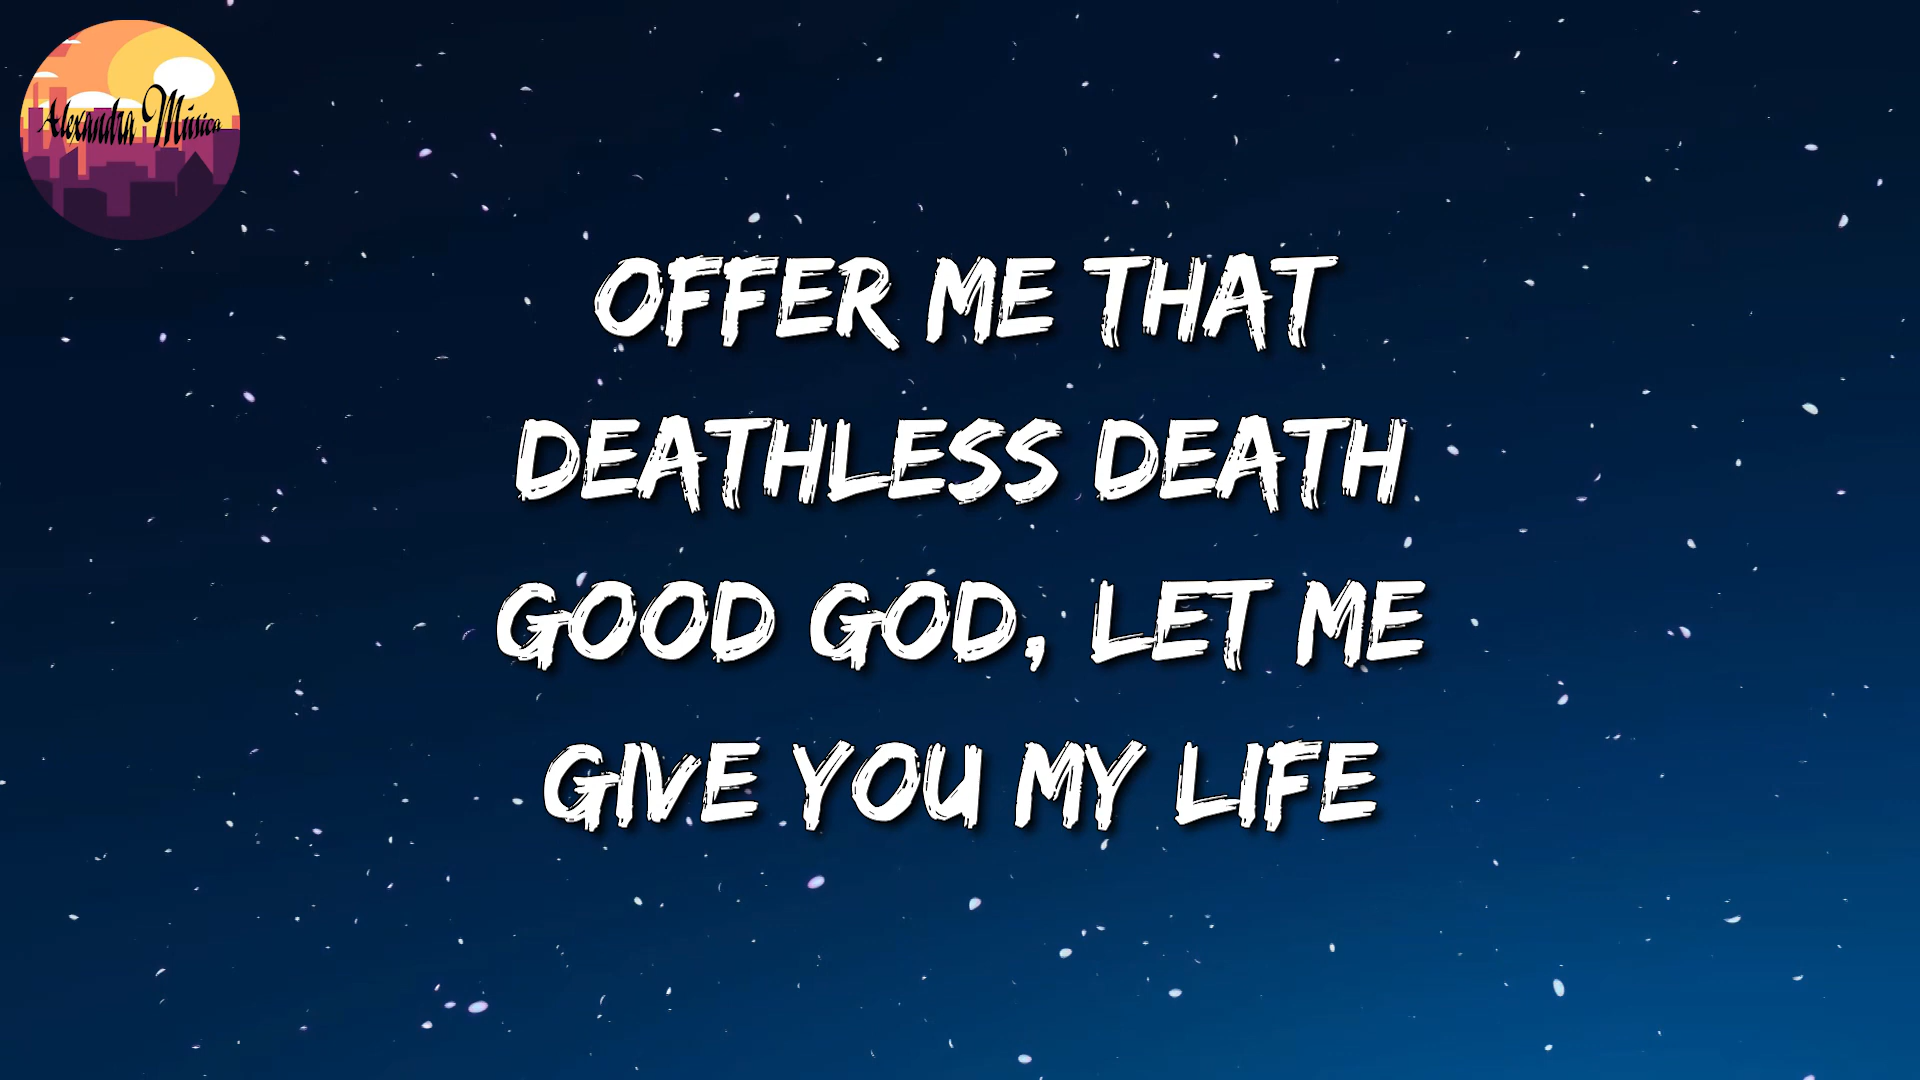 Alexandra Música
OFFER ME THAT
DEATHLESS DEATH
GOOD GOD, LET ME
GIVE YOU MY LIFE